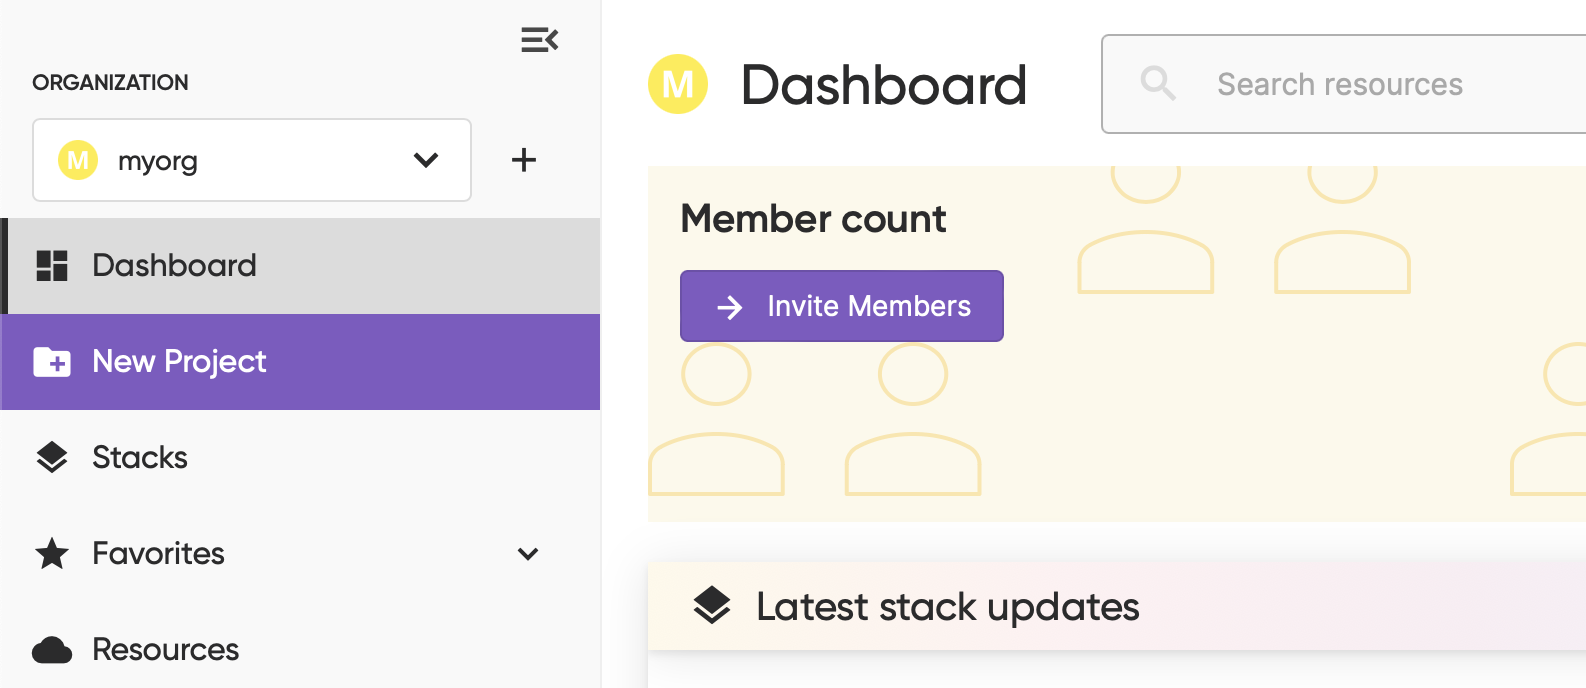 ORGANIZATION
M myorg
Dashboard
New Project
Stacks
Favorites
Resources
M Dashboard
Search resources
Member count
Invite Members
Latest stack updates